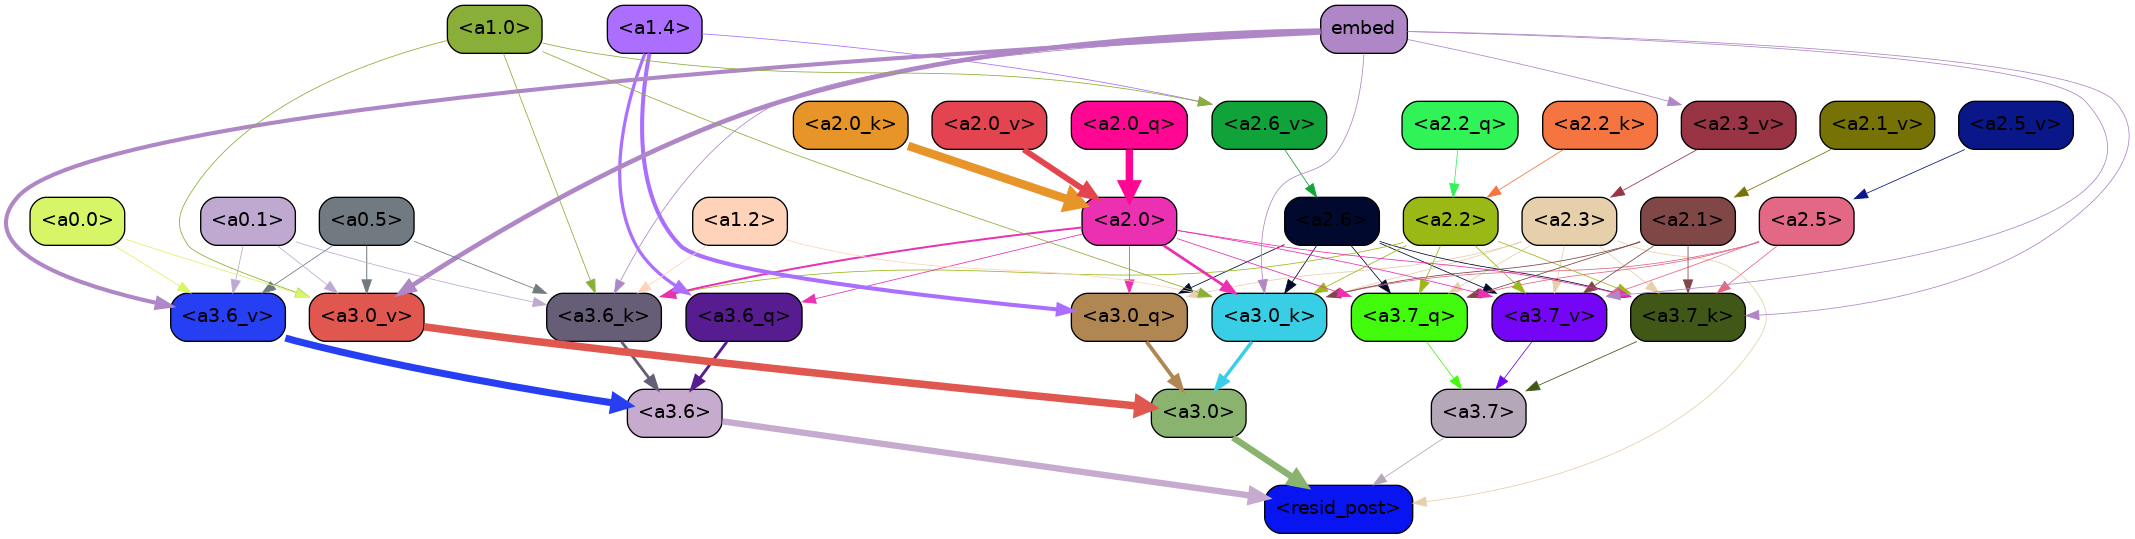 <a1.0>
<a1.4>
embed
<a2.0_k>
<a2.0_v>
<a2.0_q>
<a2.6_v>
<a2.2_q>
<a2.2_k>
<a2.3_v>
<a2.1_v>
<a2.5_v>
<a0.0>
<a0.1>
<a0.5>
<a1.2>
<a2.0>
<a2.6>
<a2.2>
<a2.3>
<a2.1>
<a2.5>
<a3.6_v>
<a3.0_v>
<a3.6_k>
<a3.6_q>
<a3.0_q>
<a3.0_k>
<a3.7_q>
<a3.7_v>
<a3.7_k>
<a3.6>
<a3.0>
<a3.7>
<resid_post>